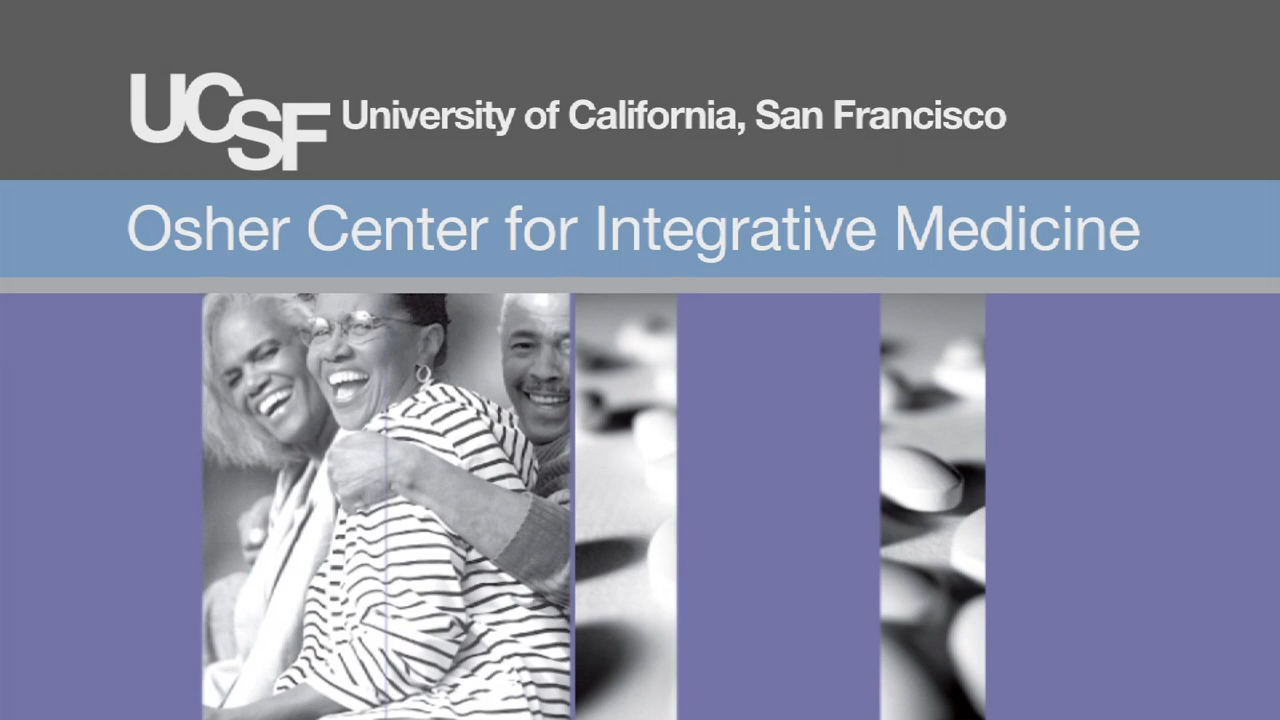 UCSF University of California, San Francisco
Osher Center for Integrative Medicine